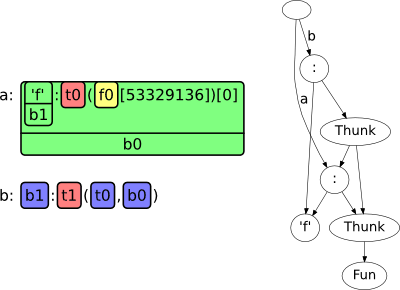 a: 'f' : t0 ( f0 [53329136])[0]
b1
b0
b: b1 : t1 ( t0 , b0 )
b
:
a
Thunk
:
'f'
Thunk
Fun